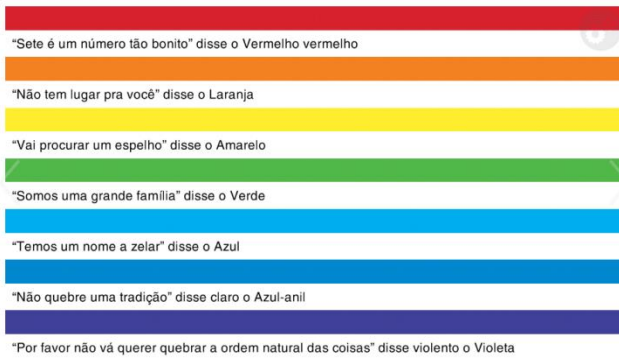 “Sete é um número tão bonito” disse o Vermelho vermelho
“Não tem lugar pra você” disse o Laranja
“Vai procurar um espelho” disse o Amarelo
“Somos uma grande família” disse o Verde
“Temos um nome a zelar” disse o Azul
“Não quebre uma tradição” disse claro o Azul-anil
“Por favor não vá querer quebrar a ordem natural das coisas” disse violento o Violeta